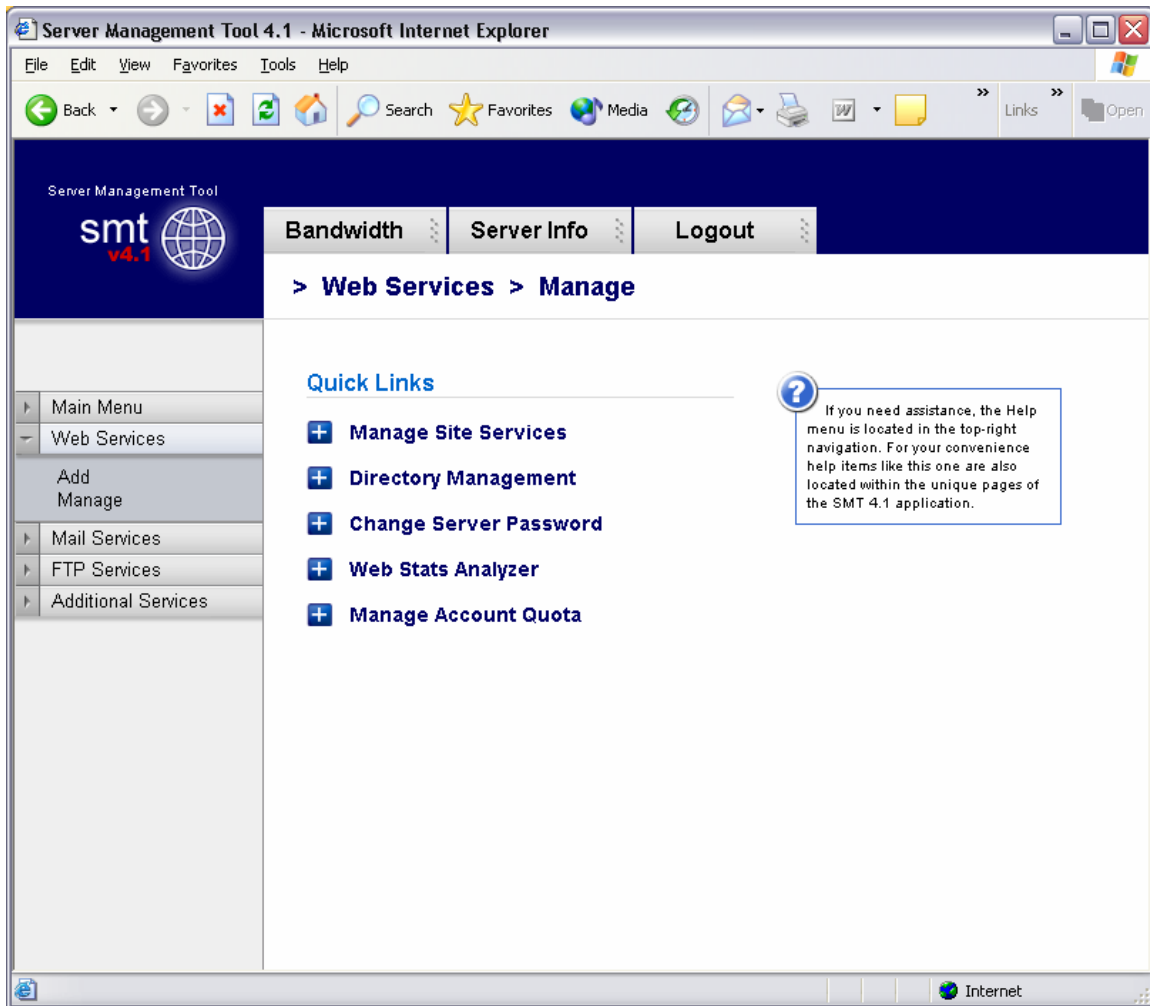 Server Management Tool 4.1 - Microsoft Internet Explorer
File Edit View Favorites Tools Help
Back Search Favorites Media W » Links » Open
Server Management Tool
smt
v4.1
Bandwidth Server Info Logout
> Web Services > Manage
Main Menu
Web Services
Add
Manage
Mail Services
FTP Services
Additional Services
Quick Links
Manage Site Services
Directory Management
Change Server Password
Web Stats Analyzer
Manage Account Quota
?
If you need assistance, the Help
menu is located in the top-right
navigation. For your convenience
help items like this one are also
located within the unique pages of
the SMT 4.1 application.
Internet